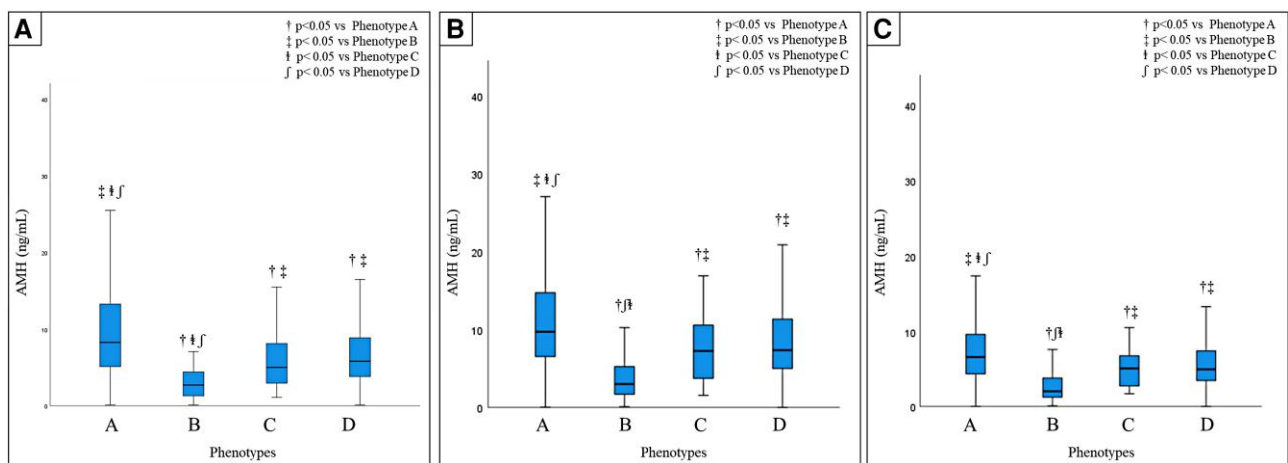 A
† p<0.05 vs Phenotype A
‡ p< 0.05 vs Phenotype B
ⱡ p< 0.05 vs Phenotype C
ʃ p< 0.05 vs Phenotype D
AMH (ng/mL)
40
30
20
10
0
‡ ⱡ ʃ
† ⱡ ʃ
† ‡
† ‡
A B C D
Phenotypes
B
† p<0.05 vs Phenotype A
‡ p< 0.05 vs Phenotype B
ⱡ p< 0.05 vs Phenotype C
ʃ p< 0.05 vs Phenotype D
AMH (ng/mL)
40
30
20
10
0
‡ ⱡ ʃ
†ʃⱡ
†‡
†‡
A B C D
Phenotypes
C
† p<0.05 vs Phenotype A
‡ p< 0.05 vs Phenotype B
ⱡ p< 0.05 vs Phenotype C
ʃ p< 0.05 vs Phenotype D
AMH (ng/mL)
40
30
20
10
0
‡ ⱡ ʃ
†ʃⱡ
†‡
†‡
A B C D
Phenotypes